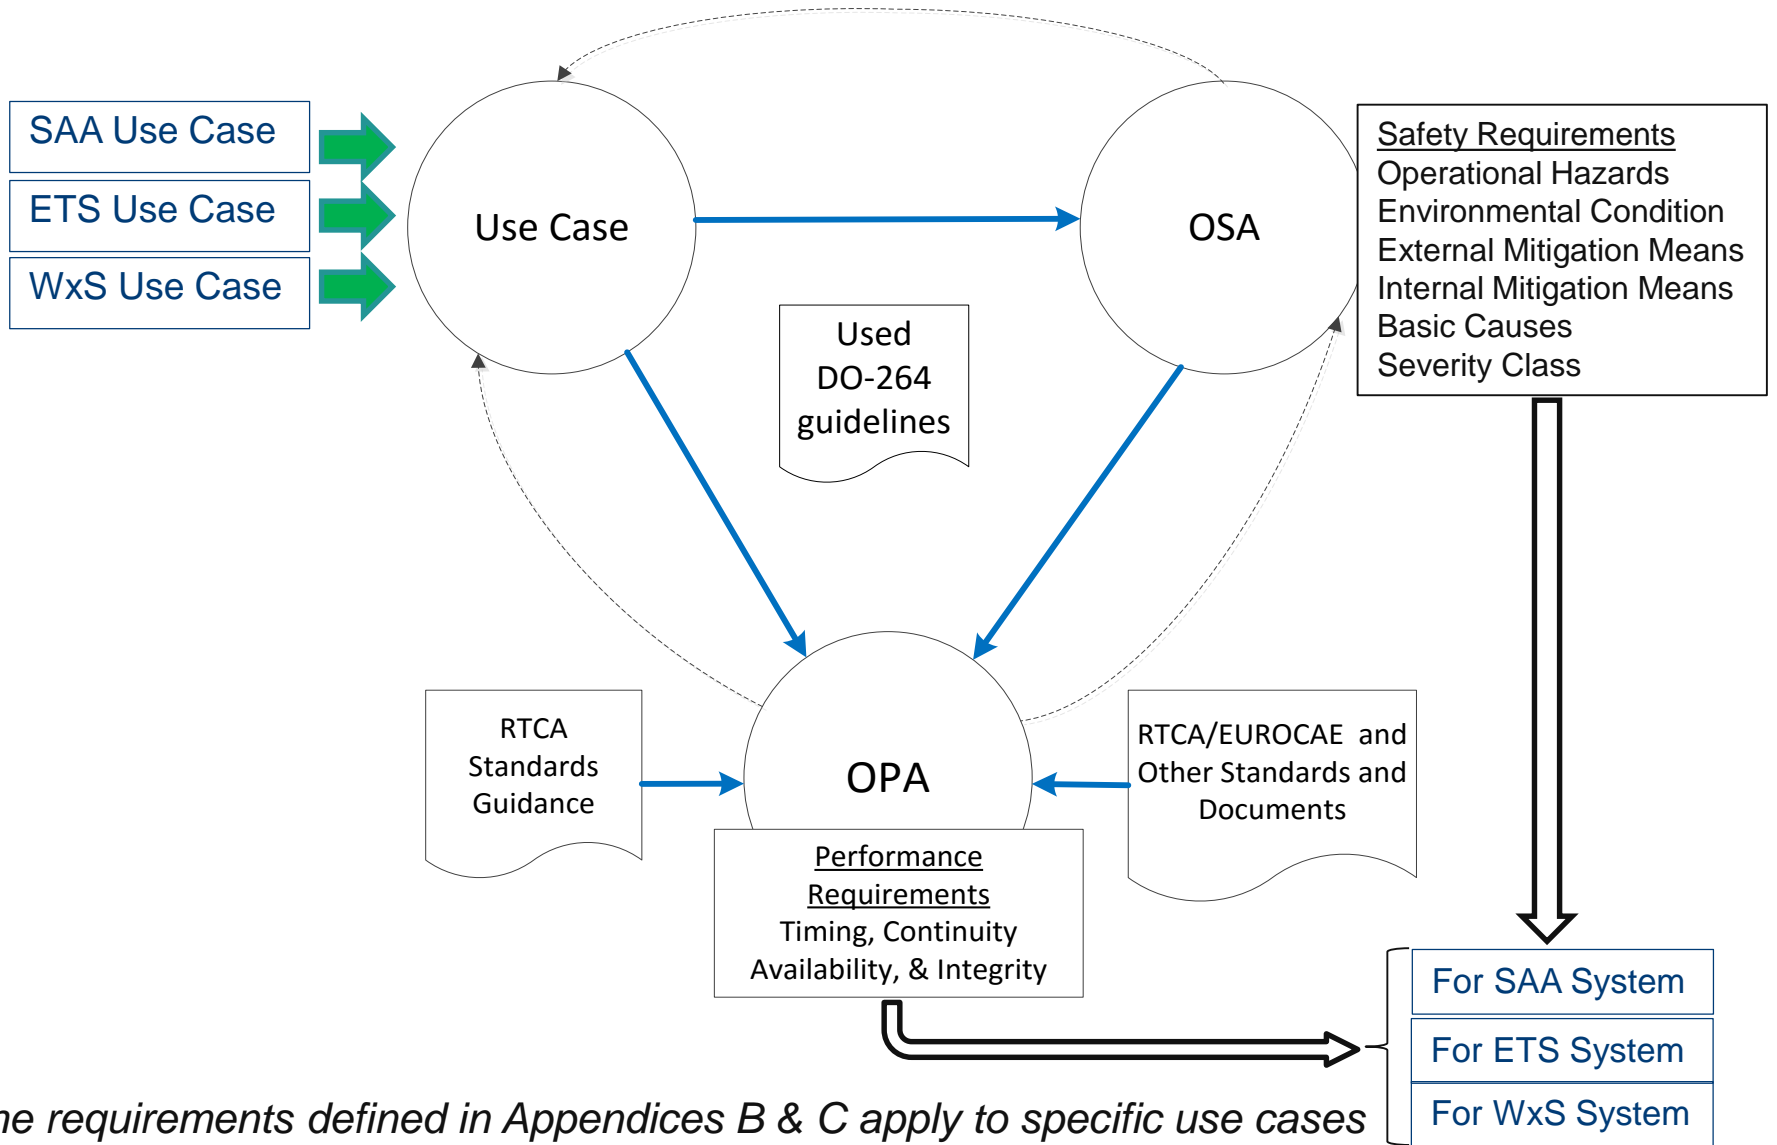 SAA Use Case
ETS Use Case
WxS Use Case
Use Case
OSA
Safety Requirements
Operational Hazards
Environmental Condition
External Mitigation Means
Internal Mitigation Means
Basic Causes
Severity Class
Used
DO-264
guidelines
RTCA
Standards
Guidance
OPA
RTCA/EUROCAE and
Other Standards and
Documents
Performance
Requirements
Timing, Continuity
Availability, & Integrity
For SAA System
For ETS System
For WxS System
requirements defined in Appendices B & C apply to specific use cases